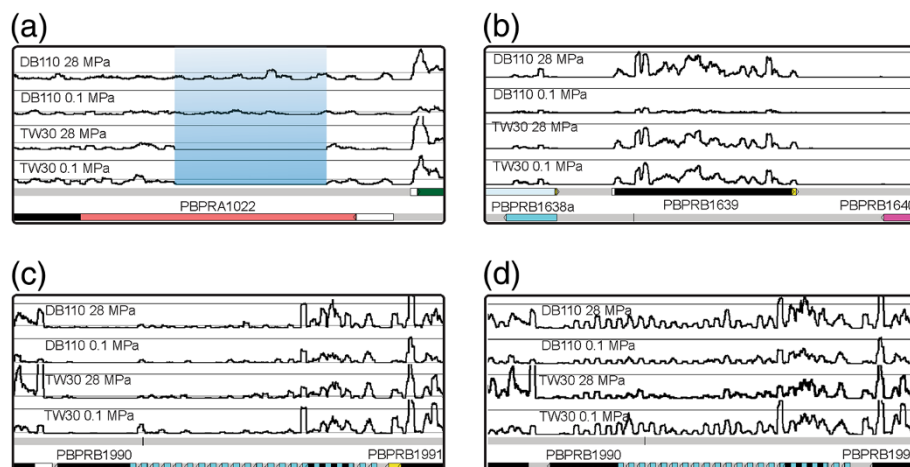 (a)
DB110 28 MPa
DB110 0.1 MPa
TW30 28 MPa
TW30 0.1 MPa
PBPRA1022
(b)
DB110 28 MPa
DB110 0.1 MPa
TW30 28 MPa
TW30 0.1 MPa
PBPRB1638a PBPRB1639 PBPRB1640
(c)
DB110 28 MPa
DB110 0.1 MPa
TW30 28 MPa
TW30 0.1 MPa
PBPRB1990 PBPRB1991
(d)
DB110 28 MPa
DB110 0.1 MPa
TW30 28 MPa
TW30 0.1 MPa
PBPRB1990 PBPRB199